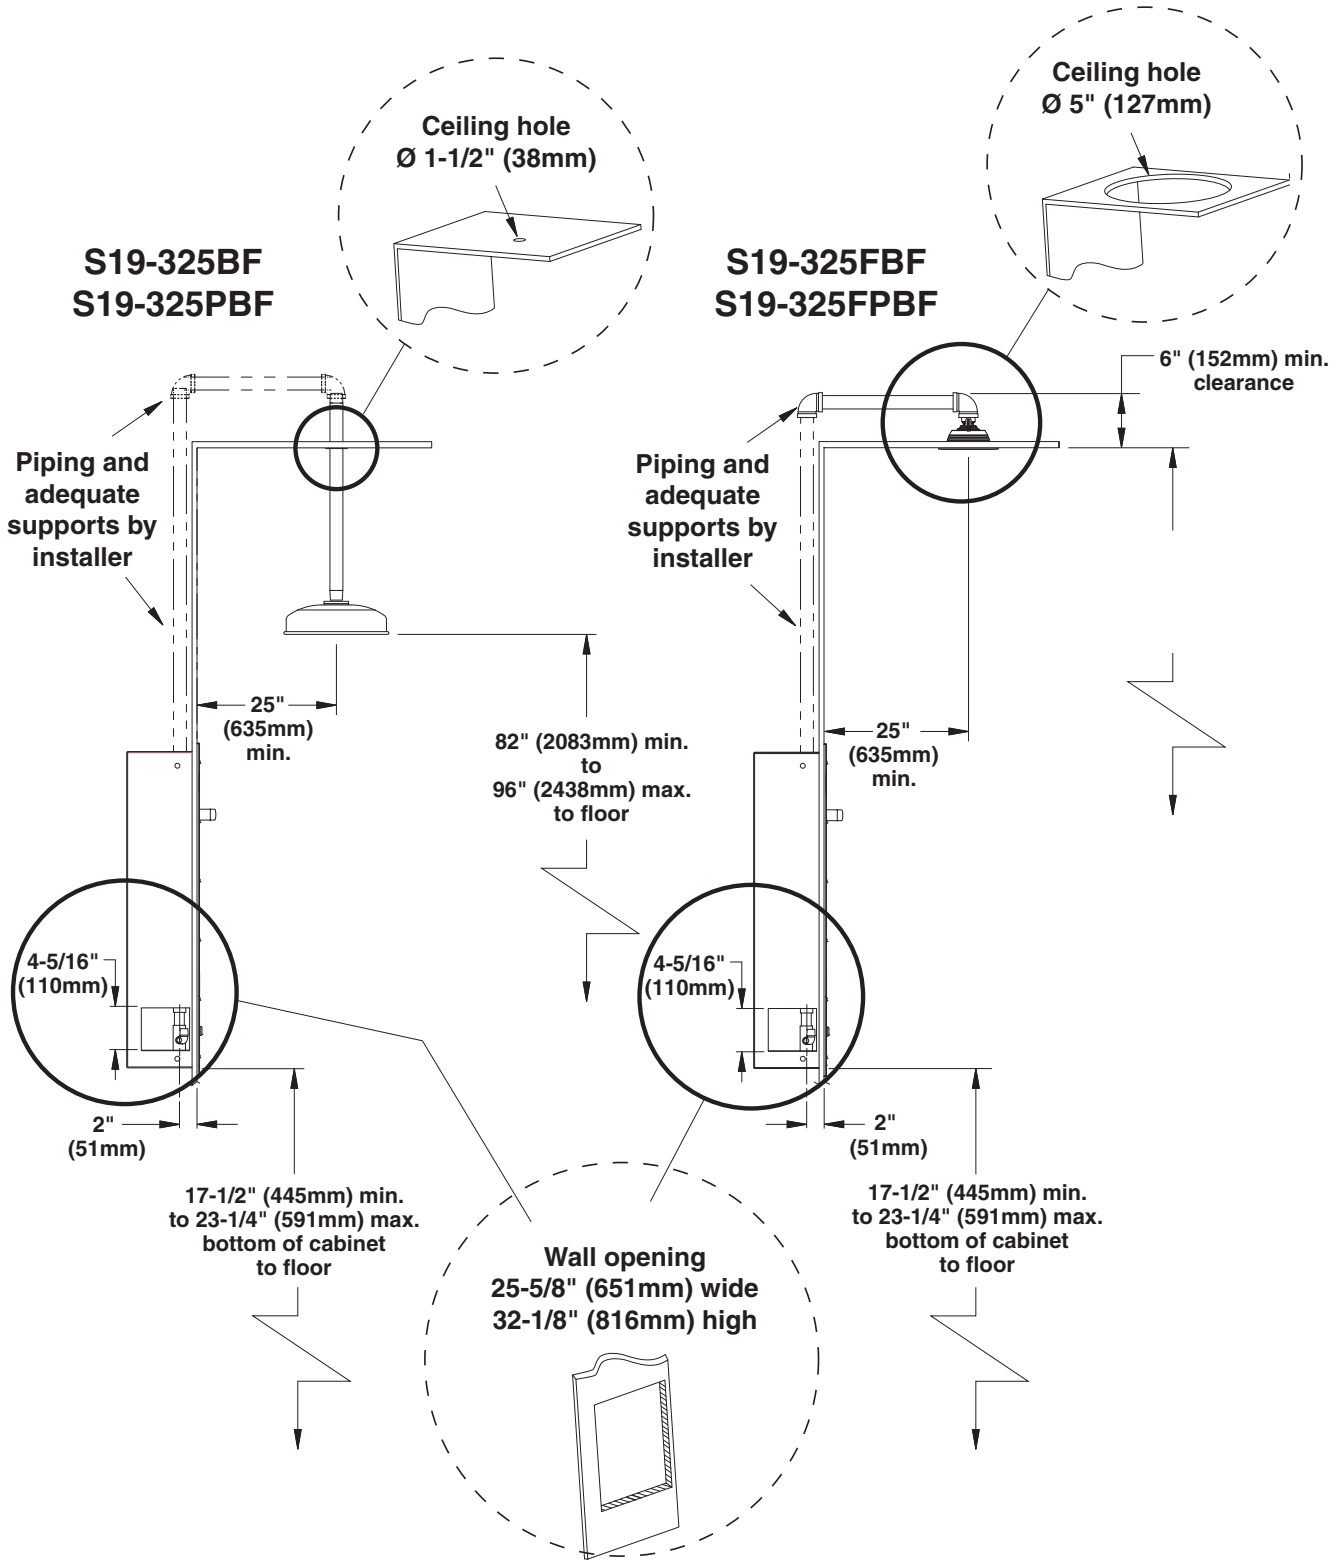 Ceiling hole
Ø 1-1/2" (38mm)
Ceiling hole
Ø 5" (127mm)
S19-325BF
S19-325PBF
S19-325FBF
S19-325FPBF
6" (152mm) min.
clearance
Piping and
adequate
supports by
installer
Piping and
adequate
supports by
installer
25"
(635mm)
min.
82" (2083mm) min.
to
96" (2438mm) max.
to floor
25"
(635mm)
min.
4-5/16"
(110mm)
4-5/16"
(110mm)
2"
(51mm)
2"
(51mm)
17-1/2" (445mm) min.
to 23-1/4" (591mm) max.
bottom of cabinet
to floor
17-1/2" (445mm) min.
to 23-1/4" (591mm) max.
bottom of cabinet
to floor
Wall opening
25-5/8" (651mm) wide
32-1/8" (816mm) high